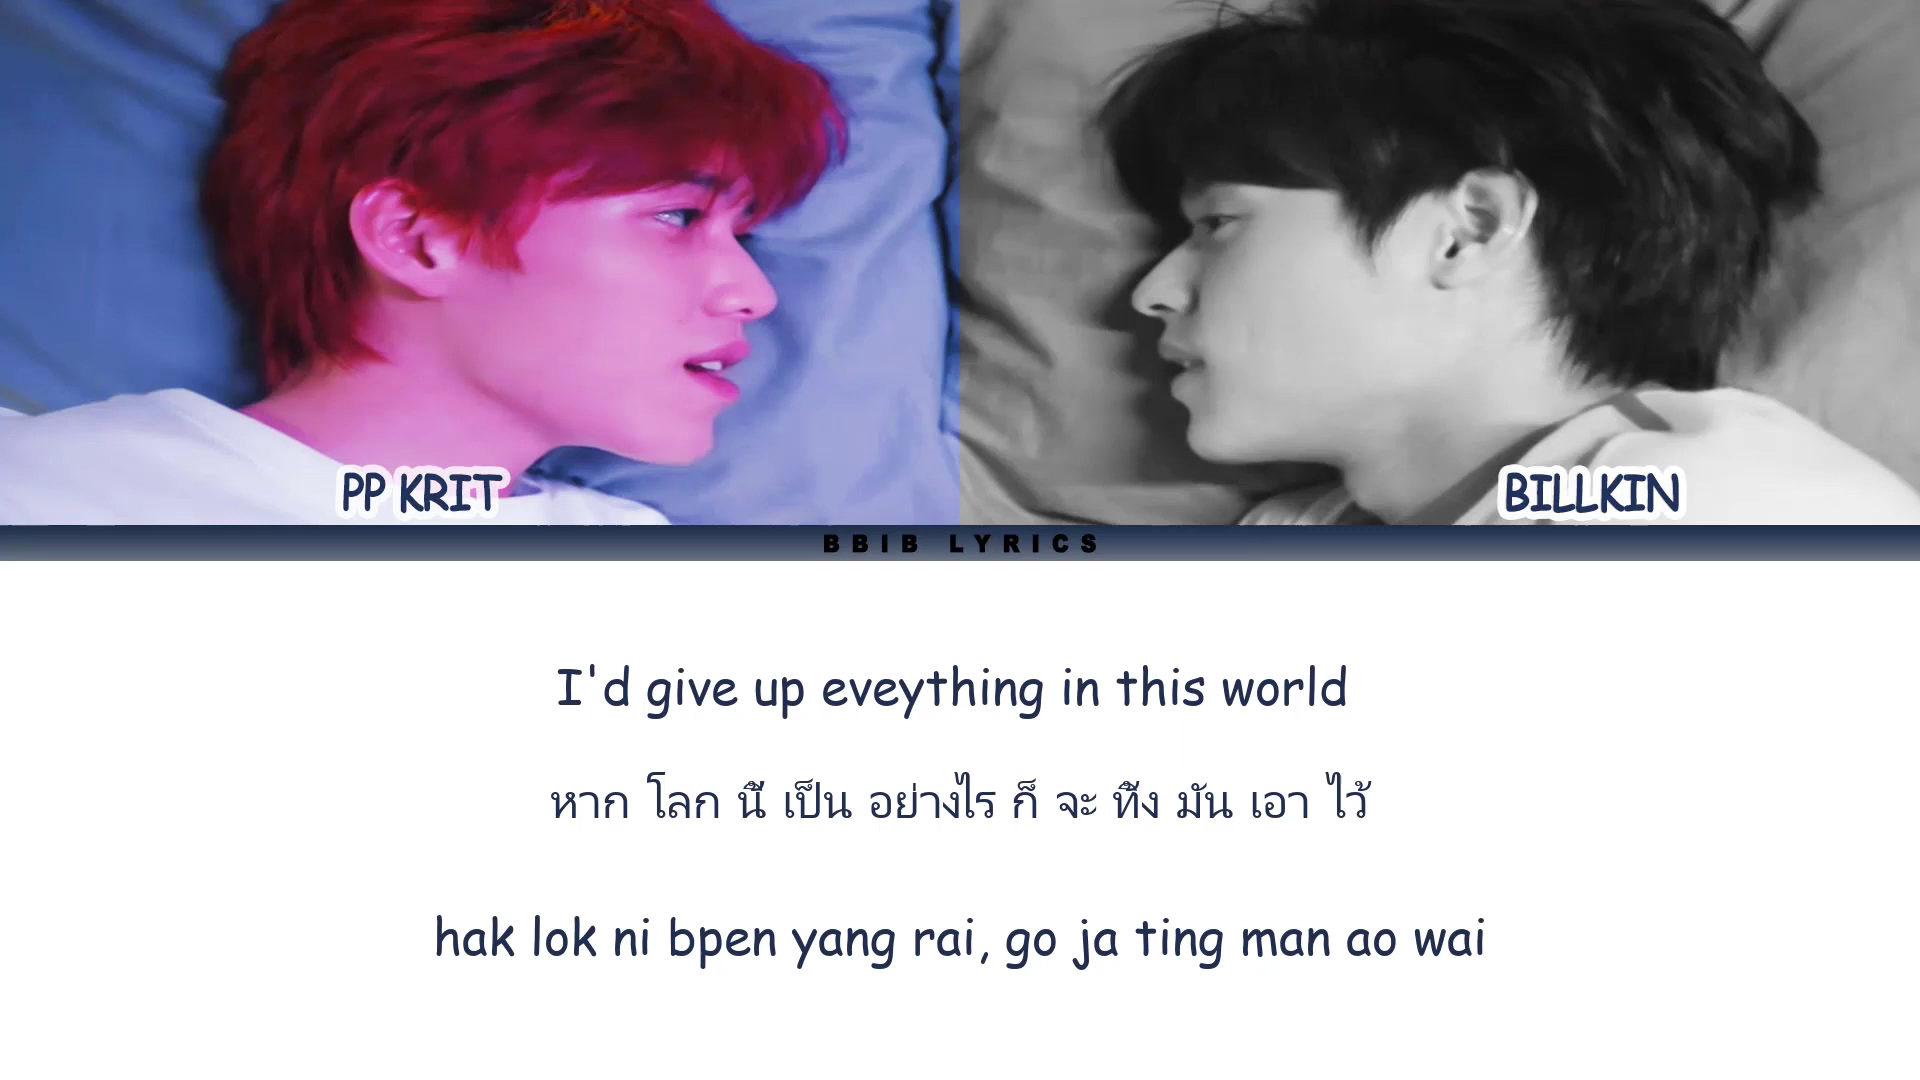 PP KRIT
BILLKIN
BBIB LYRICS
I'd give up eveything in this world
หาก โลก นี้ เป็น อย่างไร ก็ จะ ทิ้ง มัน เอา ไว้
hak lok ni bpen yang rai, go ja ting man ao wai